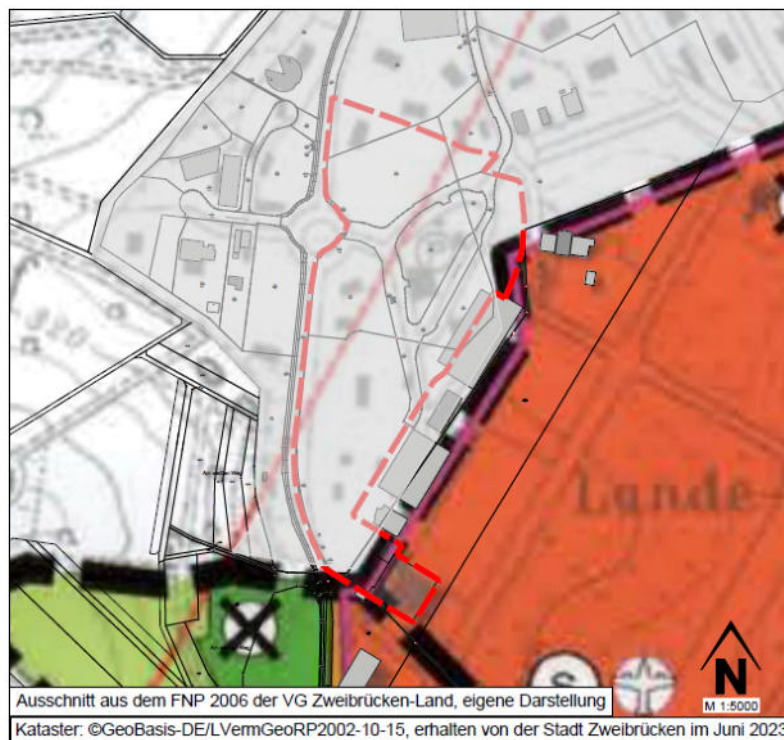 320
Lunde-
S
N
M 1:5000
Ausschnitt aus dem FNP 2006 der VG Zweibrücken-Land, eigene Darstellung
Kataster: ©GeoBasis-DE/LVermGeoRP2002-10-15, erhalten von der Stadt Zweibrücken im Juni 2023